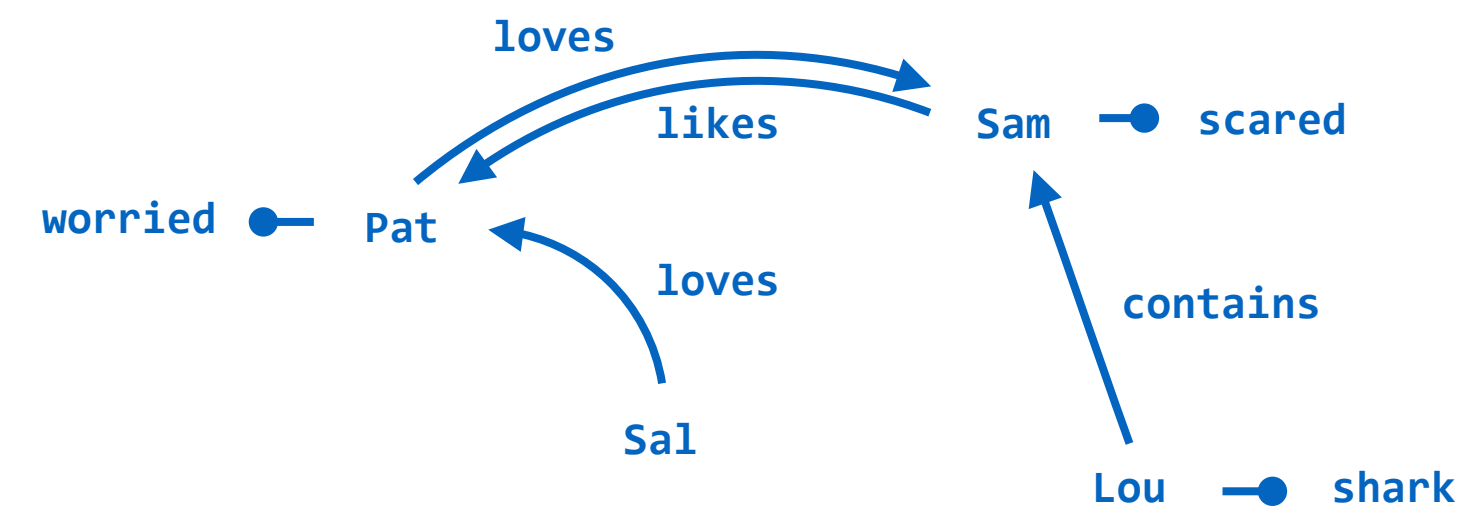 loves
likes
Sam
scared
worried
Pat
loves
contains
Sal
Lou
shark